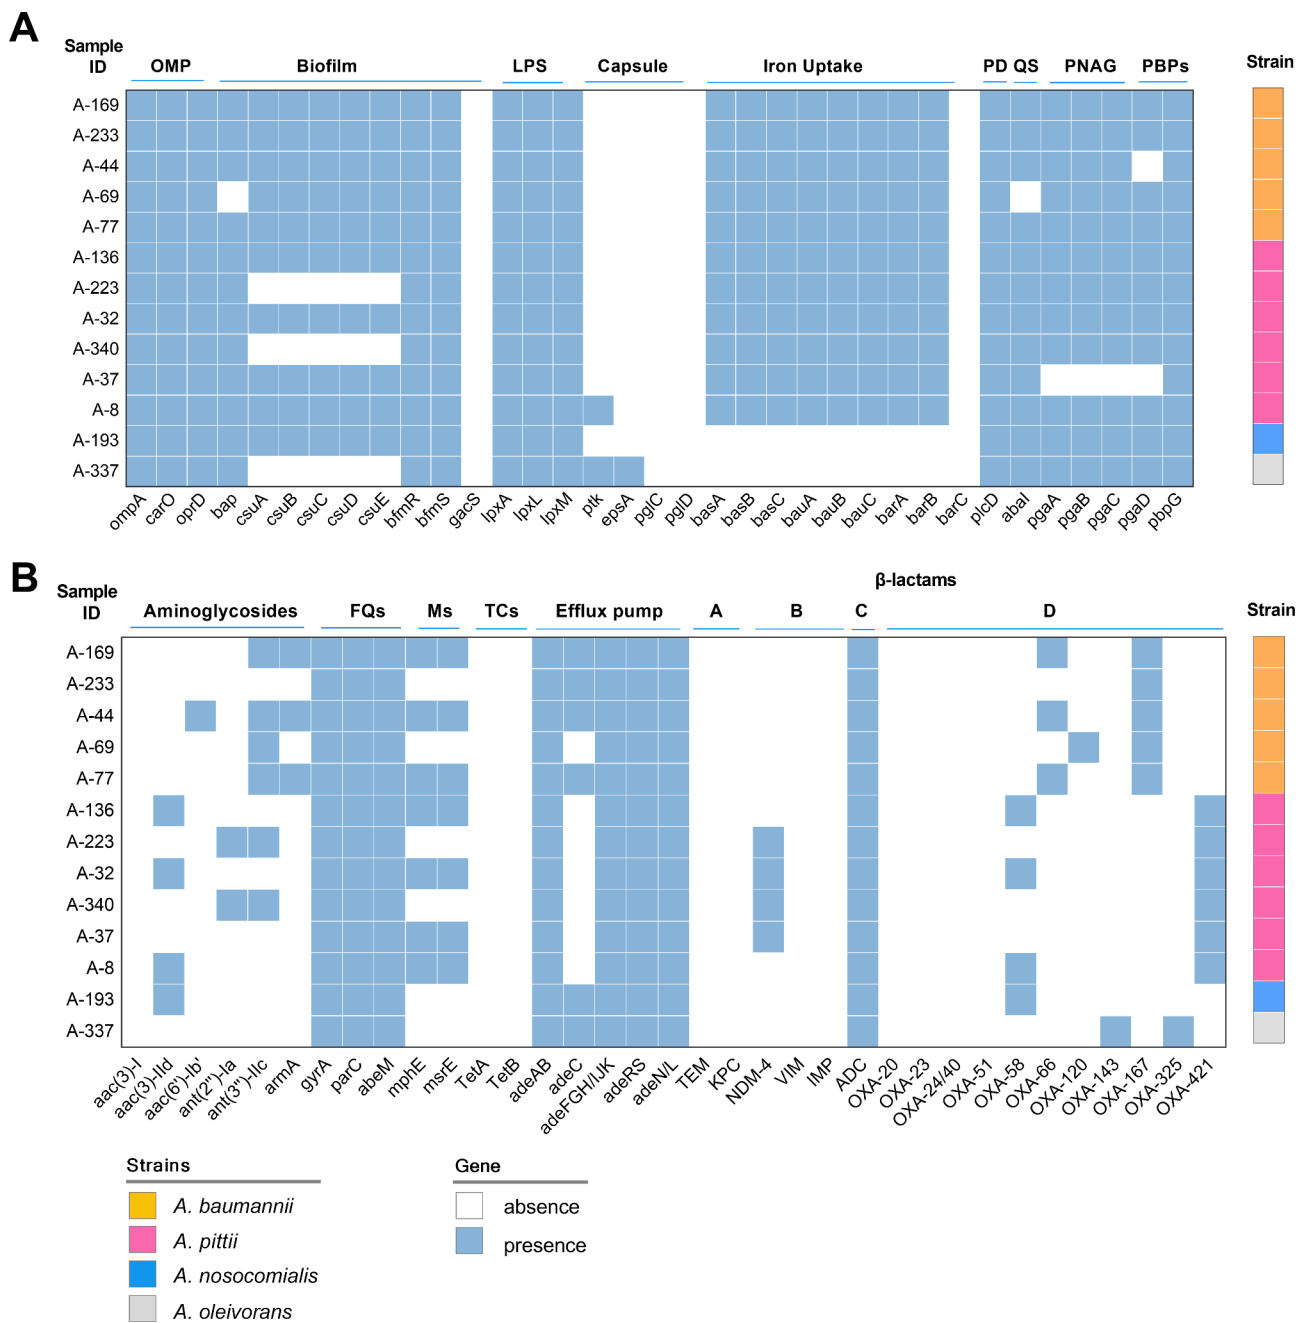 A
Sample
ID
OMP Biofilm LPS Capsule Iron Uptake PD QS PNAG PBPs Strain
A-169
A-233
A-44
A-69
A-77
A-136
A-223
A-32
A-340
A-37
A-8
A-193
A-337
ompA carO oprD bap csuA csuB csuC csuD csuE bfmR bfmS gacS lpxA lpxL lpxM ptk epsA pglC pglD basA basB basC bauA bauB bauC barA barB barC plcD abaI pgaA pgaB pgaC pgaD pbpG
B
β-lactams
Sample
ID
Aminoglycosides FQs Ms TCs Efflux pump A B C D Strain
A-169
A-233
A-44
A-69
A-77
A-136
A-223
A-32
A-340
A-37
A-8
A-193
A-337
aac(3)-I aac(3)-IId aac(6')-Ib' ant(2")-Ia ant(3")-IIc armA gyrA parC abeM mphE msrE TetA TetB adeAB adeC adeFGH/IJK adeRS adeN/L TEM KPC NDM-4 VIM IMP ADC OXA-20 OXA-23 OXA-24/40 OXA-51 OXA-58 OXA-66 OXA-120 OXA-143 OXA-167 OXA-325 OXA-421
Strains Gene
A. baumannii absence
A. pittii presence
A. nosocomialis
A. oleivorans